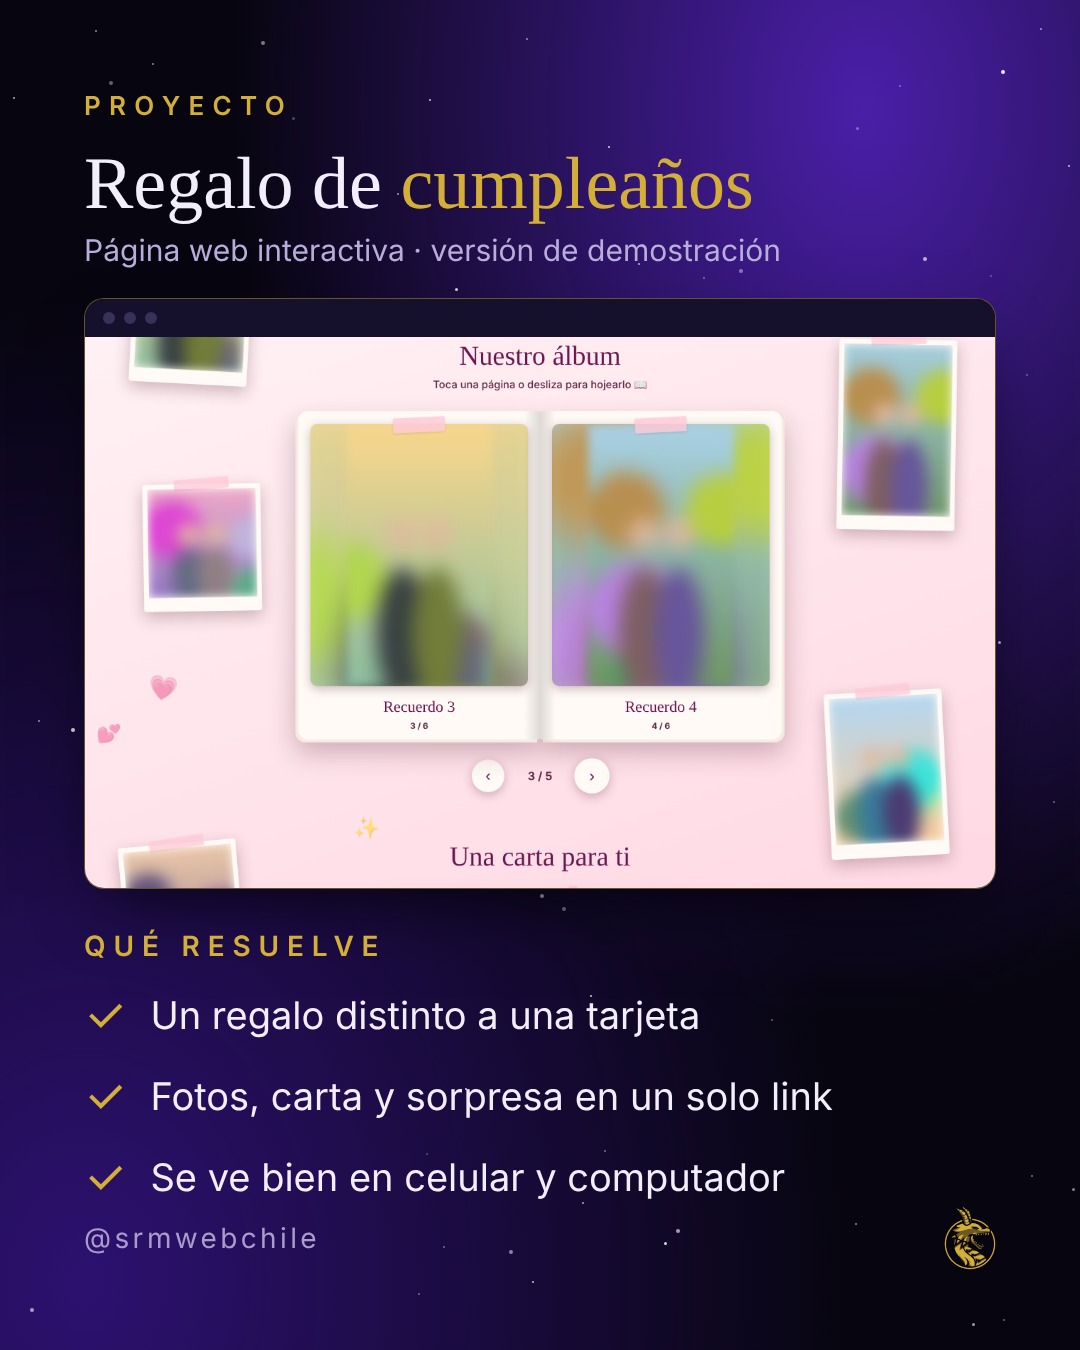 PROYECTO
Regalo de cumpleaños
Página web interactiva · versión de demostración
Nuestro álbum
Toca una página o desliza para hojearlo 📖
Recuerdo 3
3 / 6
Recuerdo 4
4 / 6
‹ 3 / 5 ›
Una carta para ti
QUÉ RESUELVE
Un regalo distinto a una tarjeta
Fotos, carta y sorpresa en un solo link
Se ve bien en celular y computador
@srmwebchile